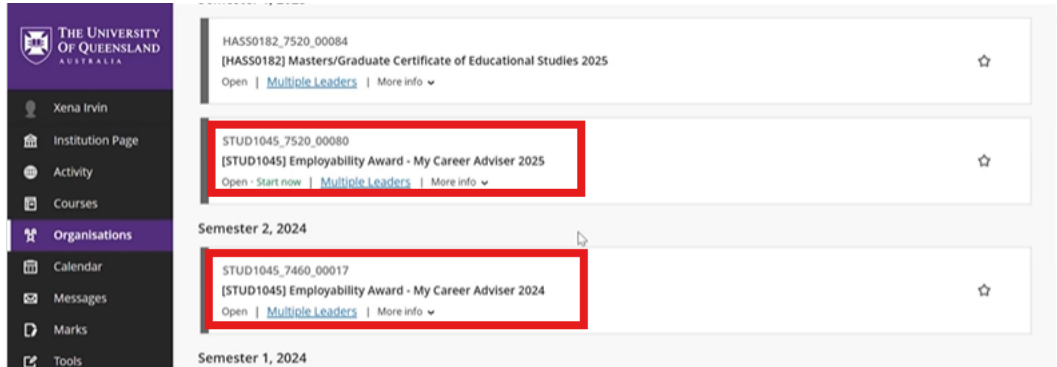 THE UNIVERSITY
OF QUEENSLAND
AUSTRALIA
Xena Irvin
Institution Page
Activity
Courses
Organisations
Calendar
Messages
Marks
Tools
HASS0182_7520_00084
[HASS0182] Masters/Graduate Certificate of Educational Studies 2025
Open | Multiple Leaders | More info
STUD1045_7520_00080
[STUD1045] Employability Award - My Career Adviser 2025
Open · Start now | Multiple Leaders | More info
Semester 2, 2024
STUD1045_7460_00017
[STUD1045] Employability Award - My Career Adviser 2024
Open | Multiple Leaders | More info
Semester 1, 2024